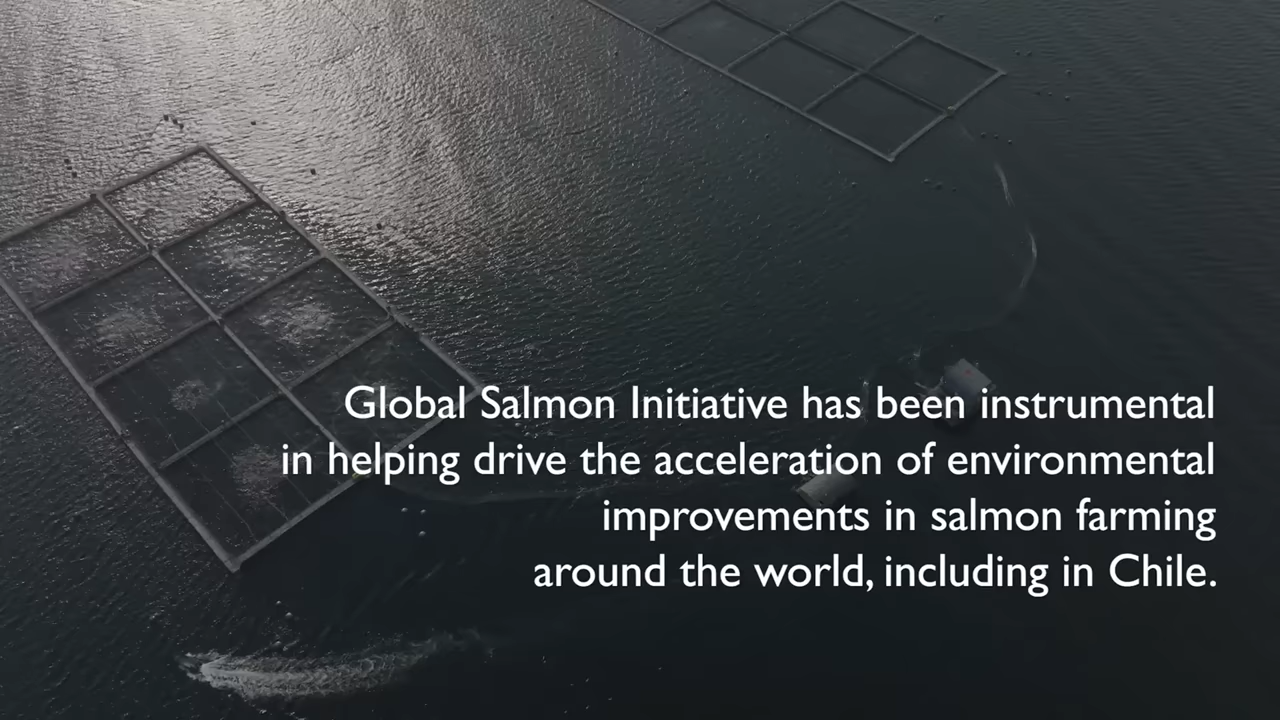 Global Salmon Initiative has been instrumental
in helping drive the acceleration of environmental
improvements in salmon farming
around the world, including in Chile.